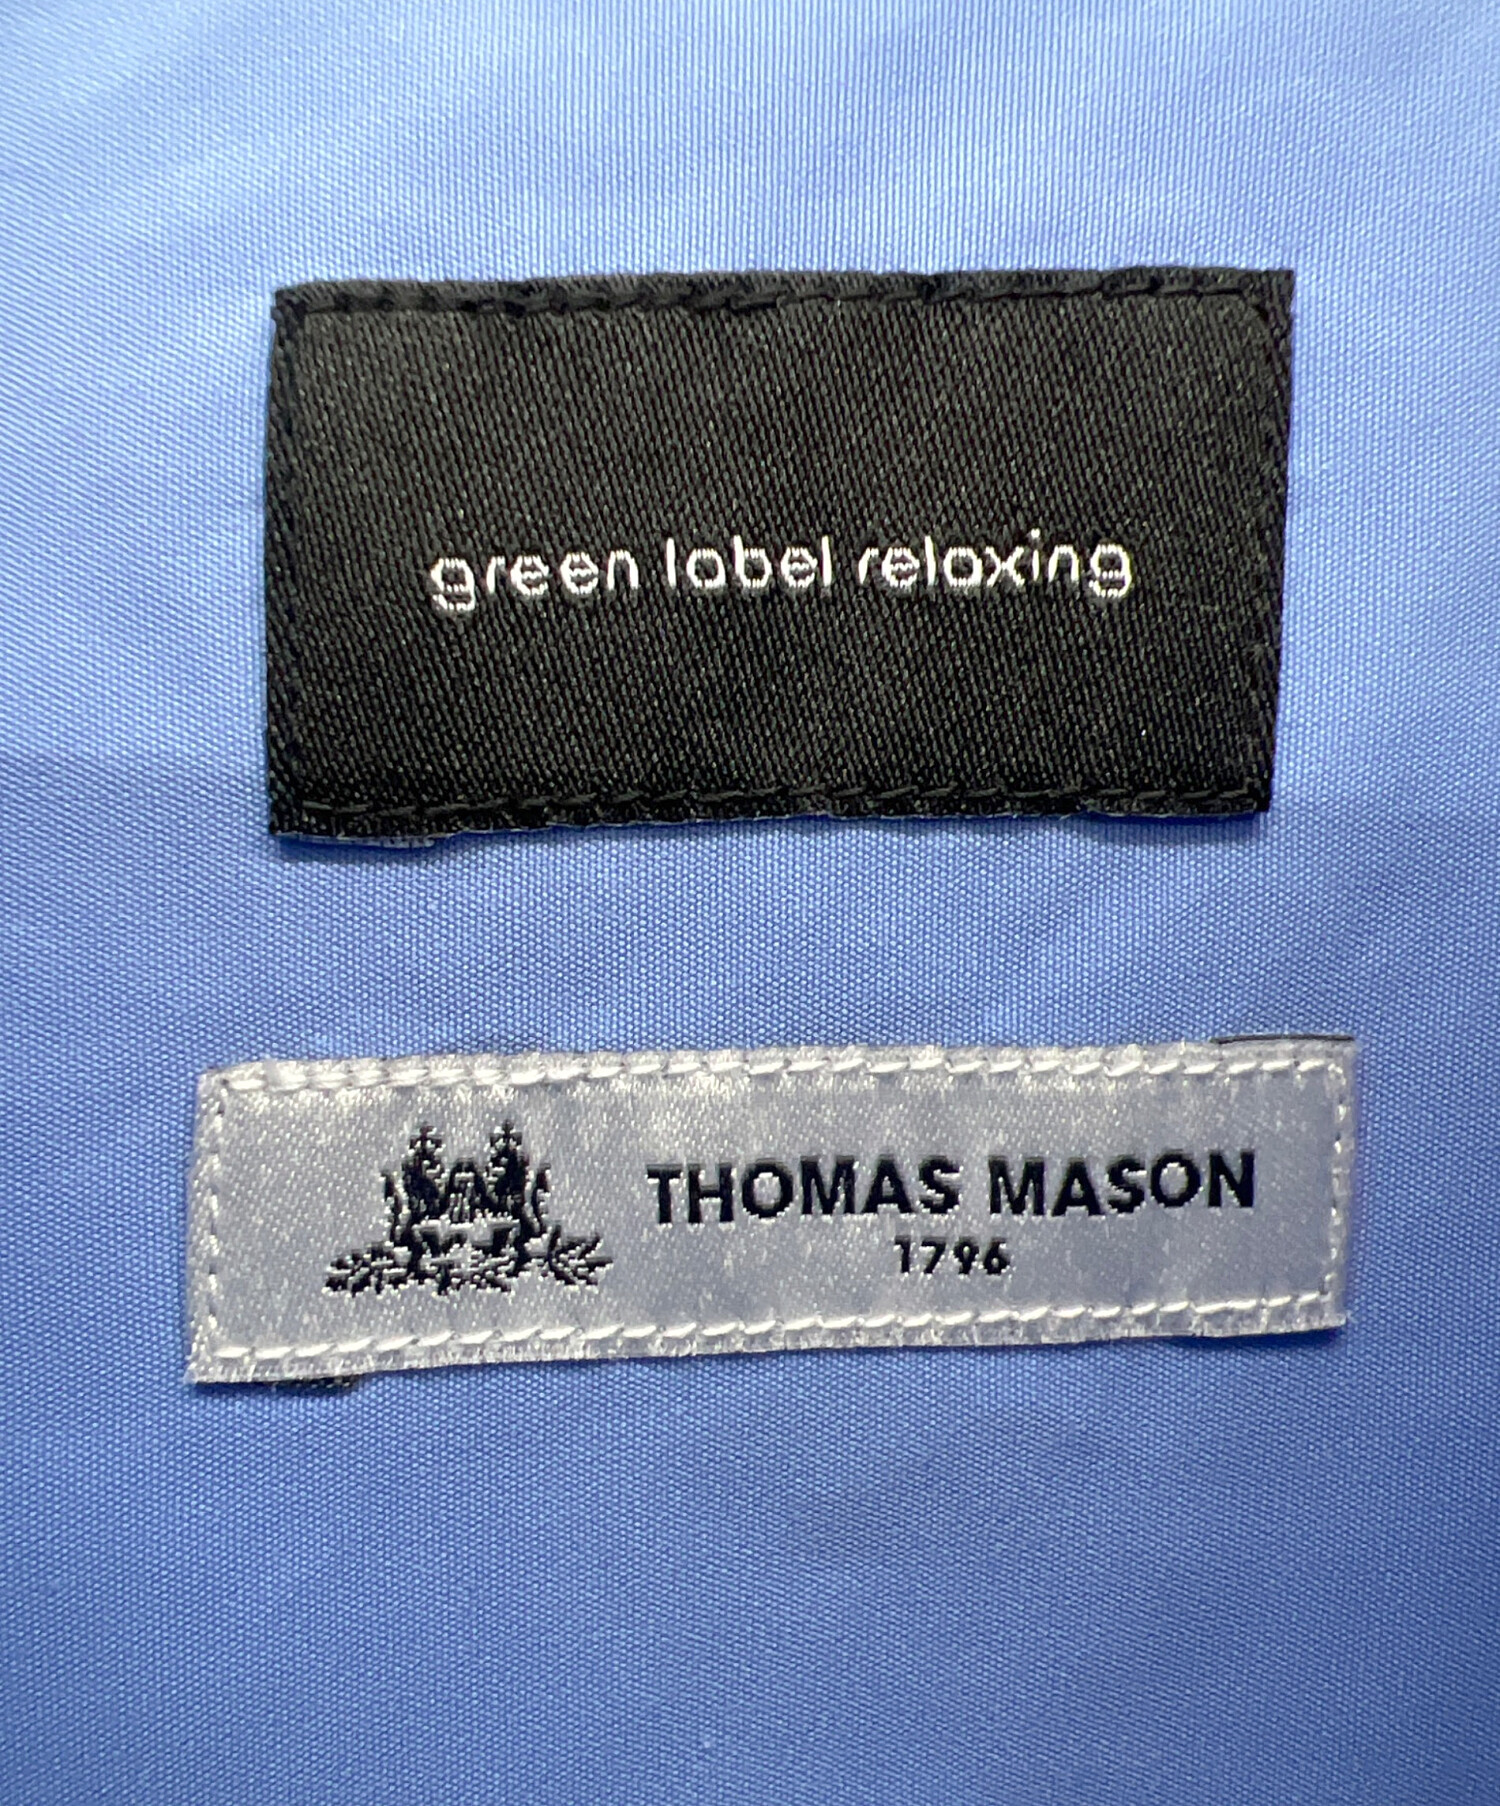 green label relaxing
THOMAS MASON
1796